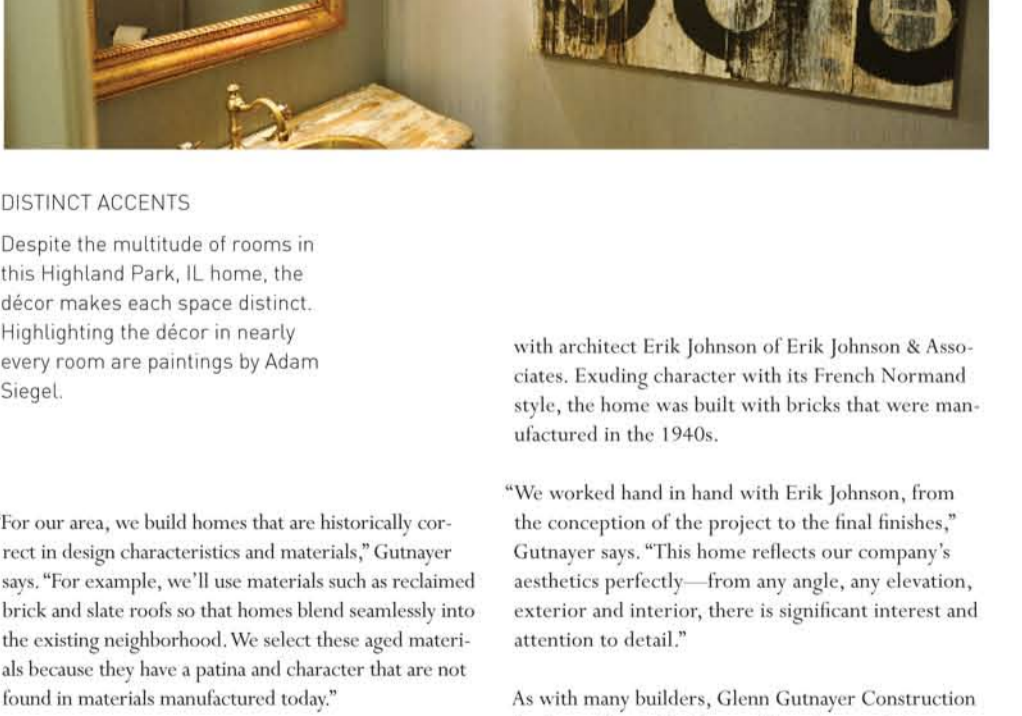 DISTINCT ACCENTS
Despite the multitude of rooms in
this Highland Park, IL home, the
décor makes each space distinct.
Highlighting the décor in nearly
every room are paintings by Adam
Siegel.
“For our area, we build homes that are historically cor-
rect in design characteristics and materials,” Gutnayer
says. “For example, we’ll use materials such as reclaimed
brick and slate roofs so that homes blend seamlessly into
the existing neighborhood. We select these aged materi-
als because they have a patina and character that are not
found in materials manufactured today.”
with architect Erik Johnson of Erik Johnson & Asso-
ciates. Exuding character with its French Normand
style, the home was built with bricks that were man-
ufactured in the 1940s.
“We worked hand in hand with Erik Johnson, from
the conception of the project to the final finishes,”
Gutnayer says. “This home reflects our company’s
aesthetics perfectly—from any angle, any elevation,
exterior and interior, there is significant interest and
attention to detail.”
As with many builders, Glenn Gutnayer Construction